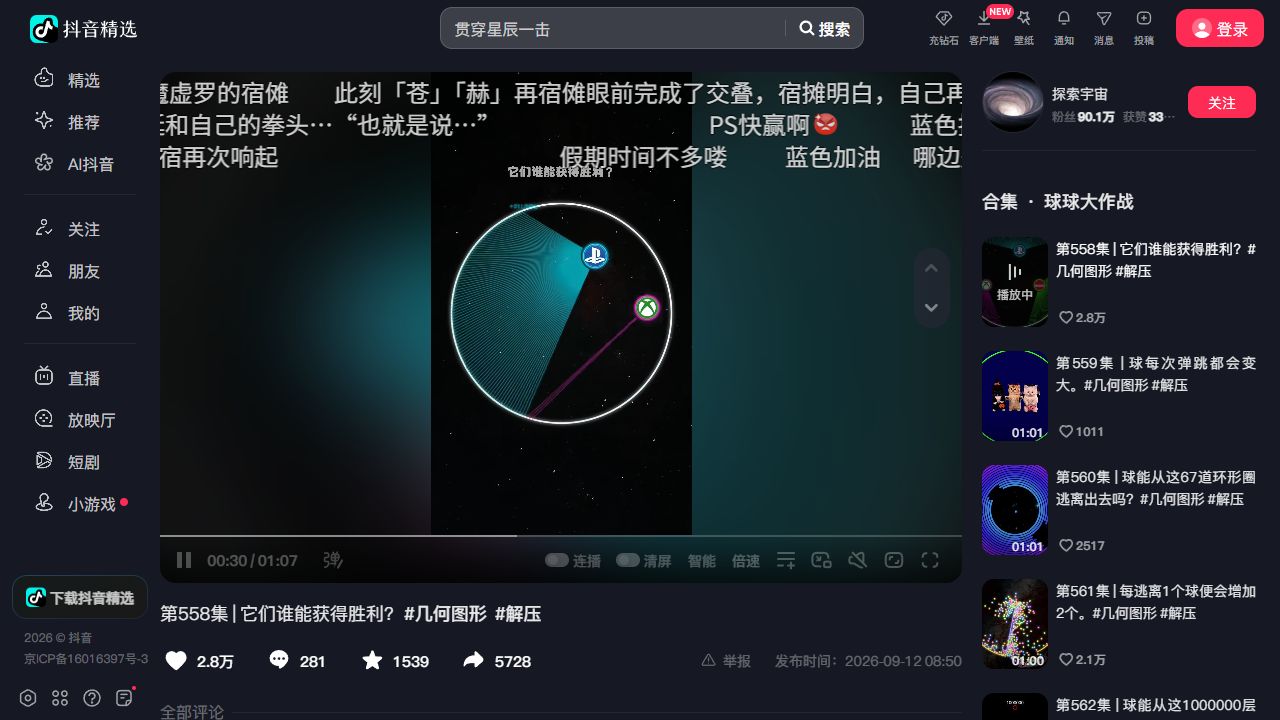 抖音精选
贯穿星辰一击
搜索
充钻石
NEW
客户端
壁纸
通知
消息
投稿
登录
精选
推荐
AI抖音
关注
朋友
我的
直播
放映厅
短剧
小游戏
下载抖音精选
2026 © 抖音
京ICP备16016397号-3
魔虚罗的宿傩
此刻「苍」「赫」再宿傩眼前完成了交叠，宿摊明白，自己再
和自己的拳头…“也就是说…”
PS快赢啊
蓝色
宿再次响起
假期时间不多喽
蓝色加油
哪边
它们谁能获得胜利？
00:30 / 01:07
弹
连播
清屏
智能
倍速
第558集 | 它们谁能获得胜利？ #几何图形 #解压
2.8万
281
1539
5728
举报
发布时间：2026-09-12 08:50
全部评论
探索宇宙
粉丝90.1万 获赞33…
关注
合集 · 球球大作战
播放中
第558集 | 它们谁能获得胜利？#
几何图形 #解压
2.8万
01:01
第559集 | 球每次弹跳都会变
大。#几何图形 #解压
1011
01:01
第560集 | 球能从这67道环形圈
逃离出去吗？#几何图形 #解压
2517
01:00
第561集 | 每逃离1个球便会增加
2个。#几何图形 #解压
2.1万
第562集 | 球能从这1000000层